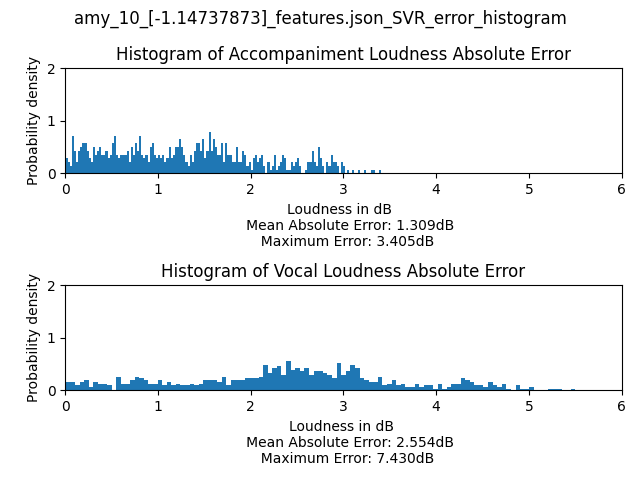 amy_10_[-1.14737873]_features.json_SVR_error_histogram
Histogram of Accompaniment Loudness Absolute Error
Probability density
2
1
0
0 1 2 3 4 5 6
Loudness in dB
Mean Absolute Error: 1.309dB
Maximum Error: 3.405dB
Histogram of Vocal Loudness Absolute Error
Probability density
2
1
0
0 1 2 3 4 5 6
Loudness in dB
Mean Absolute Error: 2.554dB
Maximum Error: 7.430dB